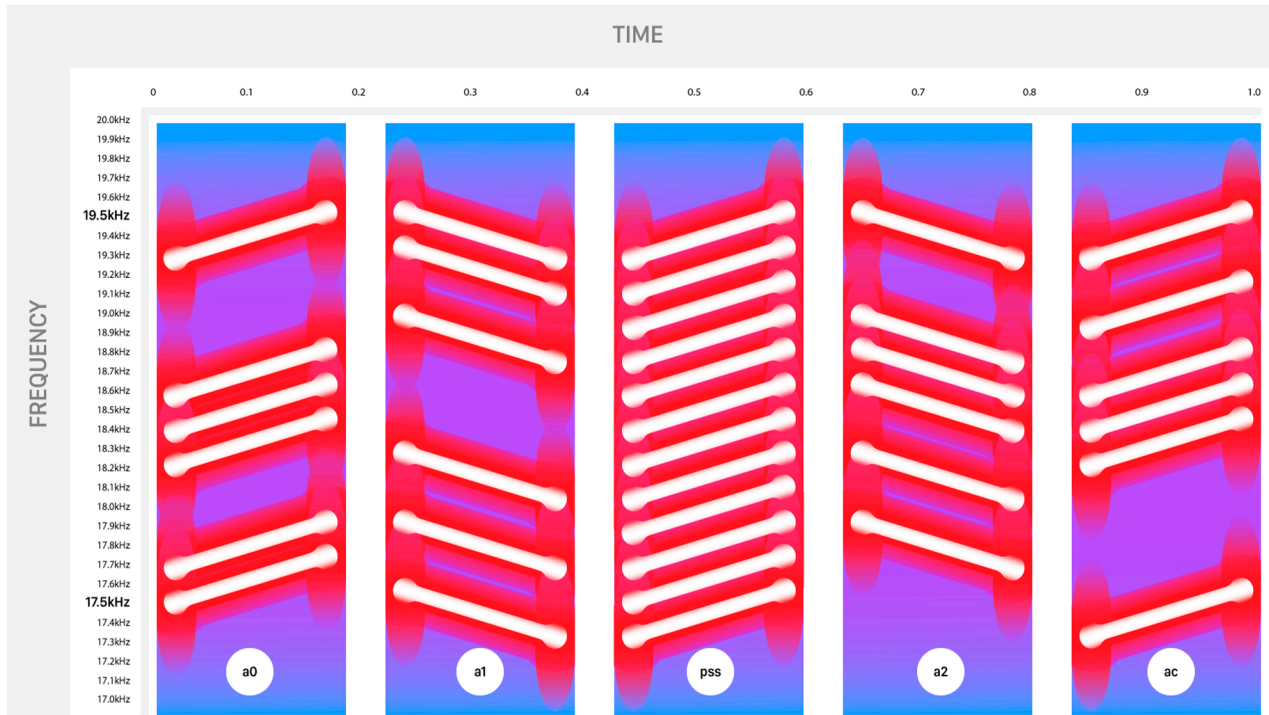 TIME
0 0.1 0.2 0.3 0.4 0.5 0.6 0.7 0.8 0.9 1.0
FREQUENCY
20.0kHz
19.9kHz
19.8kHz
19.7kHz
19.6kHz
19.5kHz
19.4kHz
19.3kHz
19.2kHz
19.1kHz
19.0kHz
18.9kHz
18.8kHz
18.7kHz
18.6kHz
18.5kHz
18.4kHz
18.3kHz
18.2kHz
18.1kHz
18.0kHz
17.9kHz
17.8kHz
17.7kHz
17.6kHz
17.5kHz
17.4kHz
17.3kHz
17.2kHz
17.1kHz
17.0kHz
a0 a1 pss a2 ac